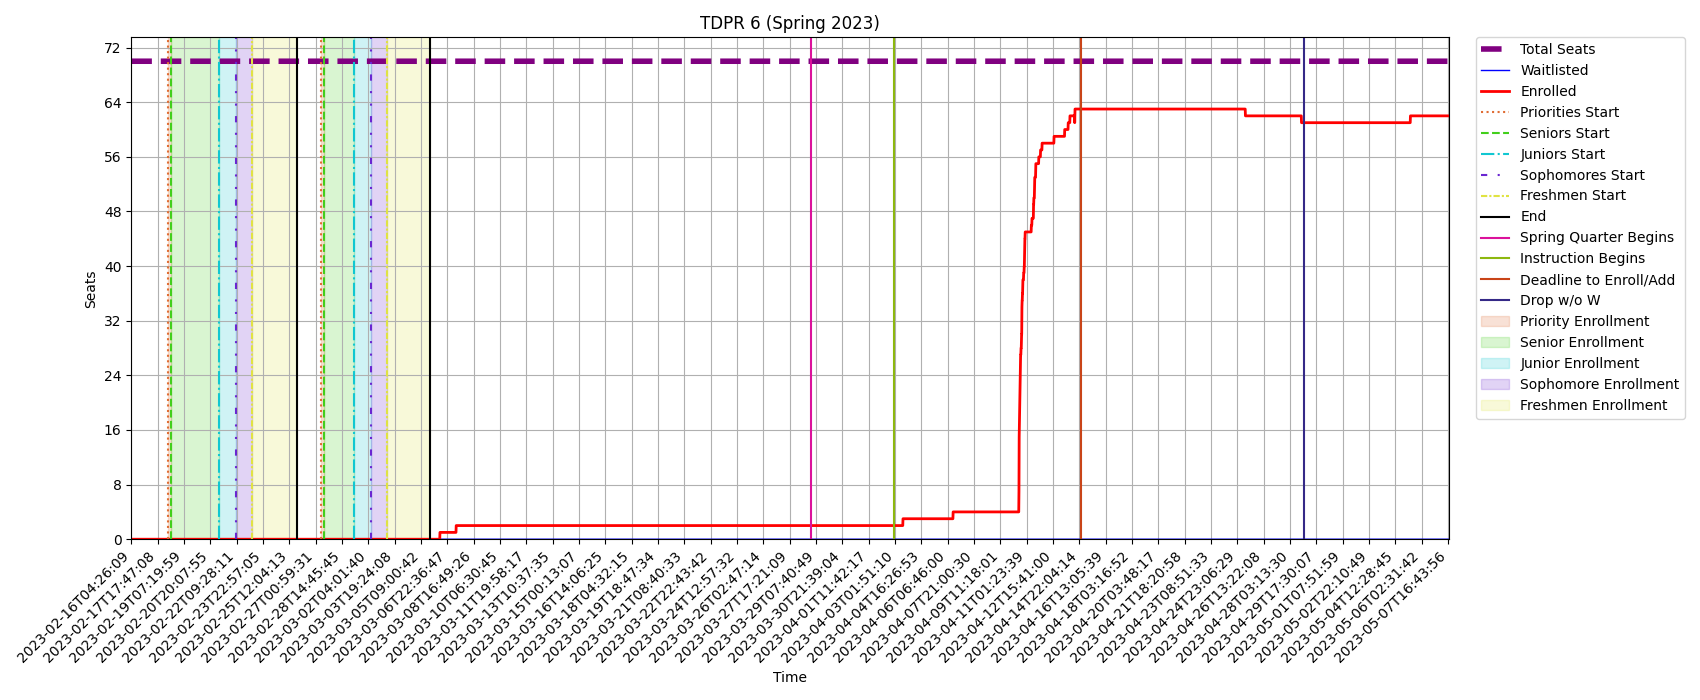 TDPR 6 (Spring 2023)
72
64
56
48
40
32
24
16
8
0
Seats
2023-02-16T04:26:09
2023-02-17T17:47:08
2023-02-19T07:19:59
2023-02-20T20:07:55
2023-02-22T09:28:11
2023-02-23T22:57:05
2023-02-25T12:04:13
2023-02-27T00:59:31
2023-02-28T14:45:45
2023-03-02T04:01:40
2023-03-03T19:24:08
2023-03-05T09:00:42
2023-03-06T22:36:47
2023-03-08T16:49:26
2023-03-10T06:30:45
2023-03-11T19:58:17
2023-03-13T10:37:35
2023-03-15T00:13:07
2023-03-16T14:06:25
2023-03-18T04:32:15
2023-03-19T18:47:34
2023-03-21T08:40:33
2023-03-22T22:43:42
2023-03-24T12:57:32
2023-03-26T02:47:14
2023-03-27T17:21:09
2023-03-29T07:40:49
2023-03-30T21:39:04
2023-04-01T11:42:17
2023-04-03T01:51:10
2023-04-04T16:26:53
2023-04-06T06:46:00
2023-04-07T21:00:30
2023-04-09T11:18:01
2023-04-11T01:23:39
2023-04-12T15:41:00
2023-04-14T22:04:14
2023-04-16T13:05:39
2023-04-18T03:16:52
2023-04-20T03:48:17
2023-04-21T18:20:58
2023-04-23T08:51:33
2023-04-24T23:06:29
2023-04-26T13:22:08
2023-04-28T03:13:30
2023-04-29T17:30:07
2023-05-01T07:51:59
2023-05-02T22:10:49
2023-05-04T12:28:45
2023-05-06T02:31:42
2023-05-07T16:43:56
Time
Total Seats
Waitlisted
Enrolled
Priorities Start
Seniors Start
Juniors Start
Sophomores Start
Freshmen Start
End
Spring Quarter Begins
Instruction Begins
Deadline to Enroll/Add
Drop w/o W
Priority Enrollment
Senior Enrollment
Junior Enrollment
Sophomore Enrollment
Freshmen Enrollment